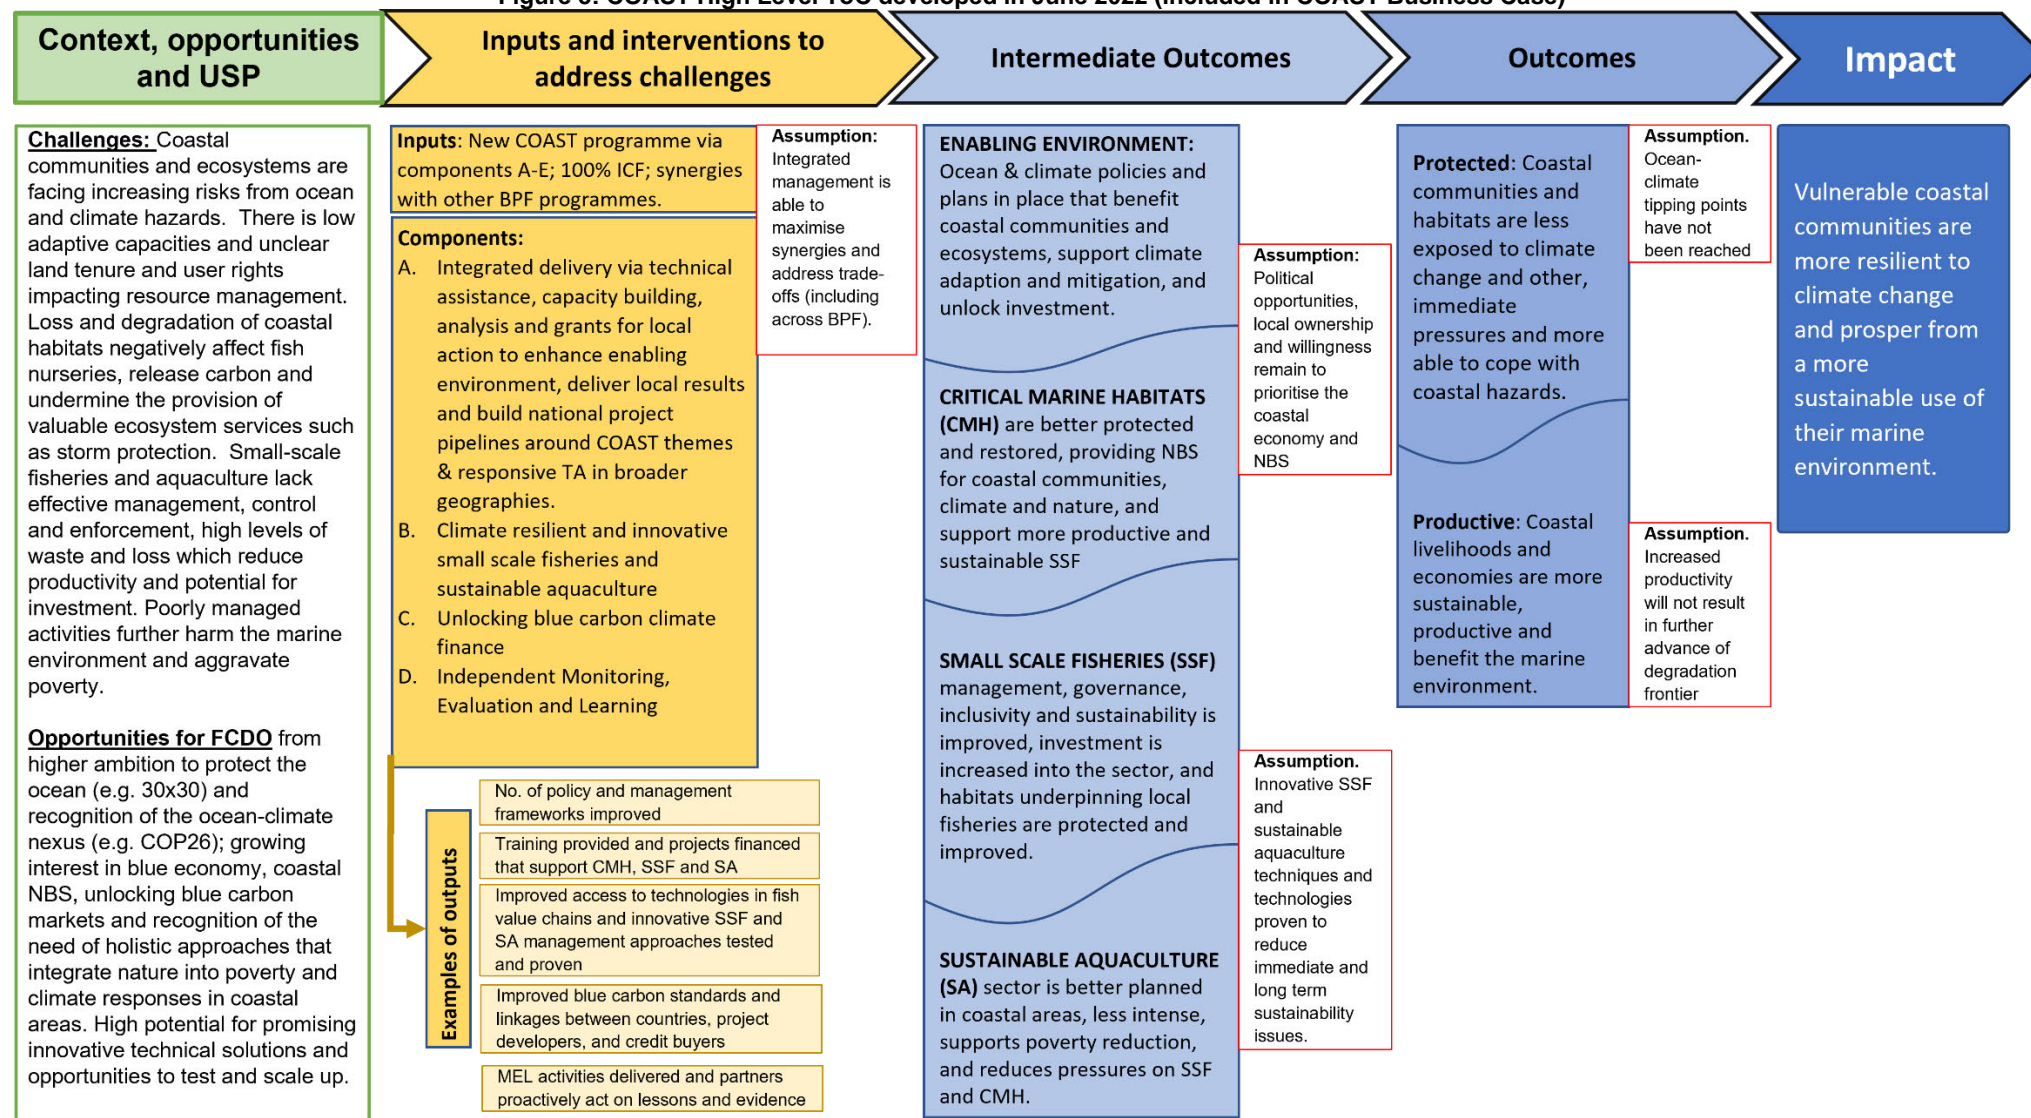 Figure 3: COAST High Level ToC developed in June 2022 (included in COAST Business Case)
Context, opportunities
and USP
Inputs and interventions to
address challenges
Intermediate Outcomes
Outcomes
Impact
Challenges: Coastal
communities and ecosystems are
facing increasing risks from ocean
and climate hazards. There is low
adaptive capacities and unclear
land tenure and user rights
impacting resource management.
Loss and degradation of coastal
habitats negatively affect fish
nurseries, release carbon and
undermine the provision of
valuable ecosystem services such
as storm protection. Small-scale
fisheries and aquaculture lack
effective management, control
and enforcement, high levels of
waste and loss which reduce
productivity and potential for
investment. Poorly managed
activities further harm the marine
environment and aggravate
poverty.
Opportunities for FCDO from
higher ambition to protect the
ocean (e.g. 30x30) and
recognition of the ocean-climate
nexus (e.g. COP26); growing
interest in blue economy, coastal
NBS, unlocking blue carbon
markets and recognition of the
need of holistic approaches that
integrate nature into poverty and
climate responses in coastal
areas. High potential for promising
innovative technical solutions and
opportunities to test and scale up.
Inputs: New COAST programme via
components A-E; 100% ICF; synergies
with other BPF programmes.
Components:
A. Integrated delivery via technical
assistance, capacity building,
analysis and grants for local
action to enhance enabling
environment, deliver local results
and build national project
pipelines around COAST themes
& responsive TA in broader
geographies.
B. Climate resilient and innovative
small scale fisheries and
sustainable aquaculture
C. Unlocking blue carbon climate
finance
D. Independent Monitoring,
Evaluation and Learning
Examples of outputs
No. of policy and management
frameworks improved
Training provided and projects financed
that support CMH, SSF and SA
Improved access to technologies in fish
value chains and innovative SSF and
SA management approaches tested
and proven
Improved blue carbon standards and
linkages between countries, project
developers, and credit buyers
MEL activities delivered and partners
proactively act on lessons and evidence
Assumption:
Integrated
management is
able to
maximise
synergies and
address trade-
offs (including
across BPF).
ENABLING ENVIRONMENT:
Ocean & climate policies and
plans in place that benefit
coastal communities and
ecosystems, support climate
adaption and mitigation, and
unlock investment.
CRITICAL MARINE HABITATS
(CMH) are better protected
and restored, providing NBS
for coastal communities,
climate and nature, and
support more productive and
sustainable SSF
SMALL SCALE FISHERIES (SSF)
management, governance,
inclusivity and sustainability is
improved, investment is
increased into the sector, and
habitats underpinning local
fisheries are protected and
improved.
SUSTAINABLE AQUACULTURE
(SA) sector is better planned
in coastal areas, less intense,
supports poverty reduction,
and reduces pressures on SSF
and CMH.
Assumption:
Political
opportunities,
local ownership
and willingness
remain to
prioritise the
coastal
economy and
NBS
Assumption.
Innovative SSF
and
sustainable
aquaculture
techniques and
technologies
proven to
reduce
immediate and
long term
sustainability
issues.
Protected: Coastal
communities and
habitats are less
exposed to climate
change and other,
immediate
pressures and more
able to cope with
coastal hazards.
Productive: Coastal
livelihoods and
economies are more
sustainable,
productive and
benefit the marine
environment.
Assumption.
Ocean-
climate
tipping points
have not
been reached
Assumption.
Increased
productivity
will not result
in further
advance of
degradation
frontier
Vulnerable coastal
communities are
more resilient to
climate change
and prosper from
a more
sustainable use of
their marine
environment.